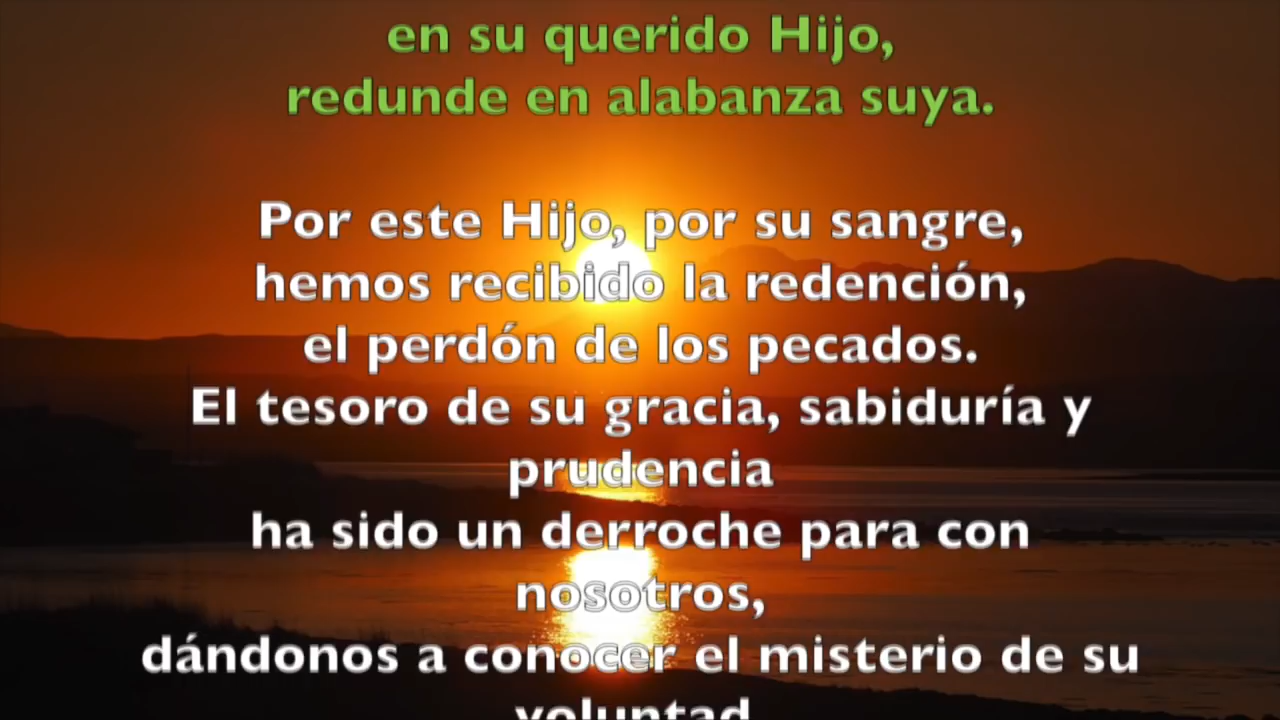 en su querido Hijo,
redunde en alabanza suya.
Por este Hijo, por su sangre,
hemos recibido la redención,
el perdón de los pecados.
El tesoro de su gracia, sabiduría y
prudencia
ha sido un derroche para con
nosotros,
dándonos a conocer el misterio de su
voluntad